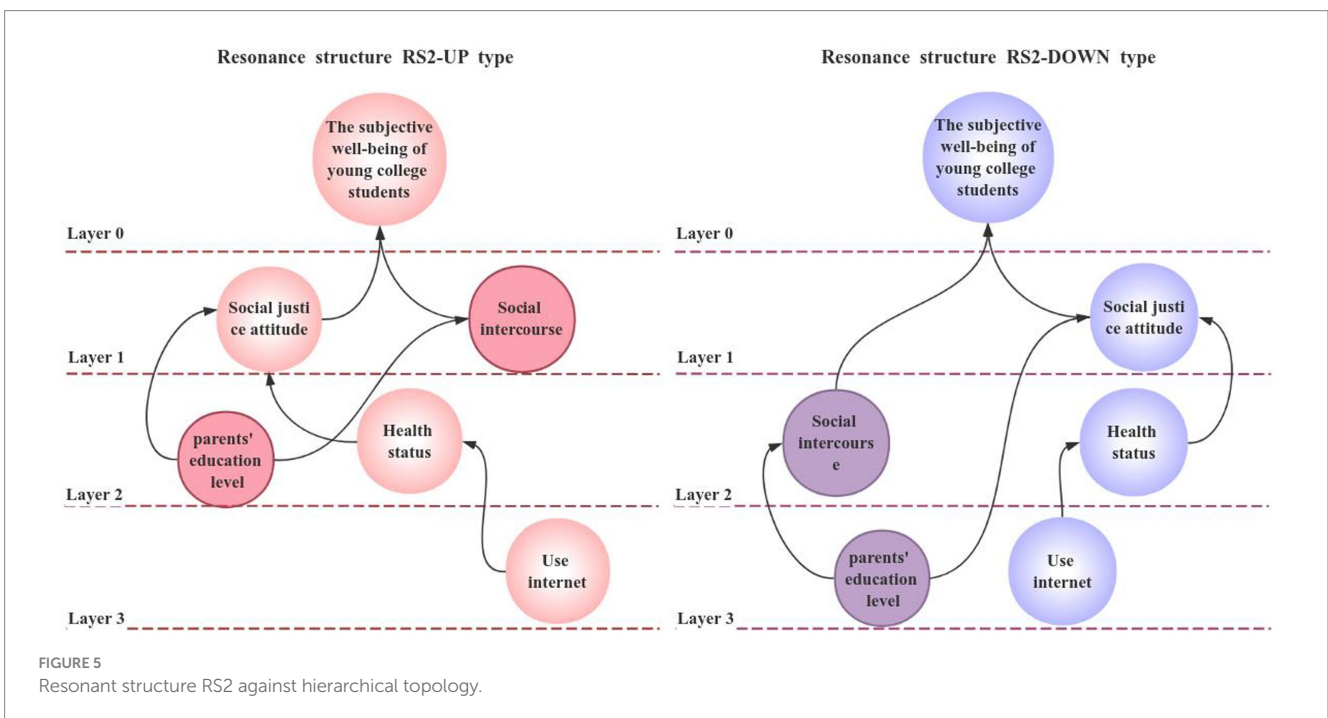 Resonance structure RS2-UP type
The subjective
well-being of
young college
students
Layer 0
Social justi
ce attitude
Social
intercourse
Layer 1
parents'
education
level
Health
status
Layer 2
Use
internet
Layer 3
Resonance structure RS2-DOWN type
The subjective
well-being of
young college
students
Layer 0
Social justi
ce attitude
Layer 1
Social
intercours
e
Health
status
Layer 2
parents'
education
level
Use
internet
Layer 3
FIGURE 5
Resonant structure RS2 against hierarchical topology.